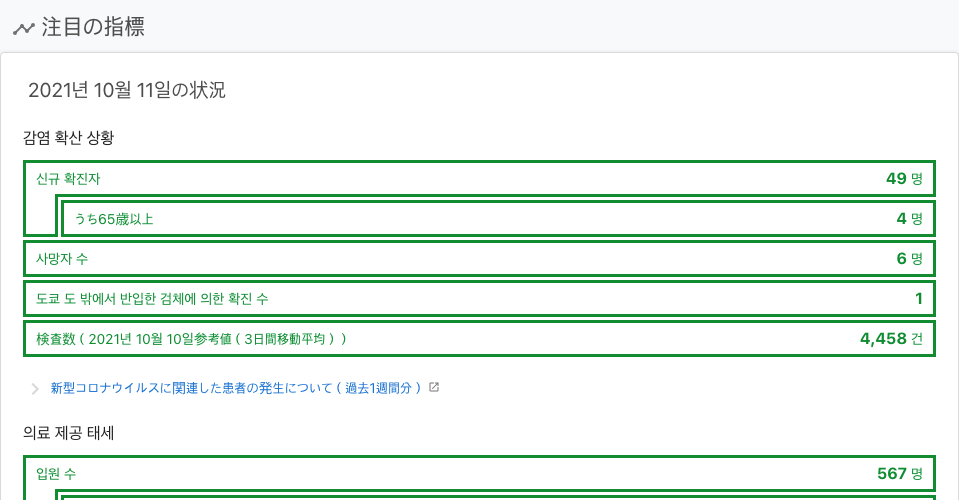 注目の指標
2021년 10월 11일の状況
감염 확산 상황
신규 확진자 49 명
うち65歳以上 4 명
사망자 수 6 명
도쿄 도 밖에서 반입한 검체에 의한 확진 수 1
検査数 ( 2021년 10월 10일参考値 ( 3日間移動平均 ) ) 4,458 건
新型コロナウイルスに関連した患者の発生について ( 過去1週間分 )
의료 제공 태세
입원 수 567 명